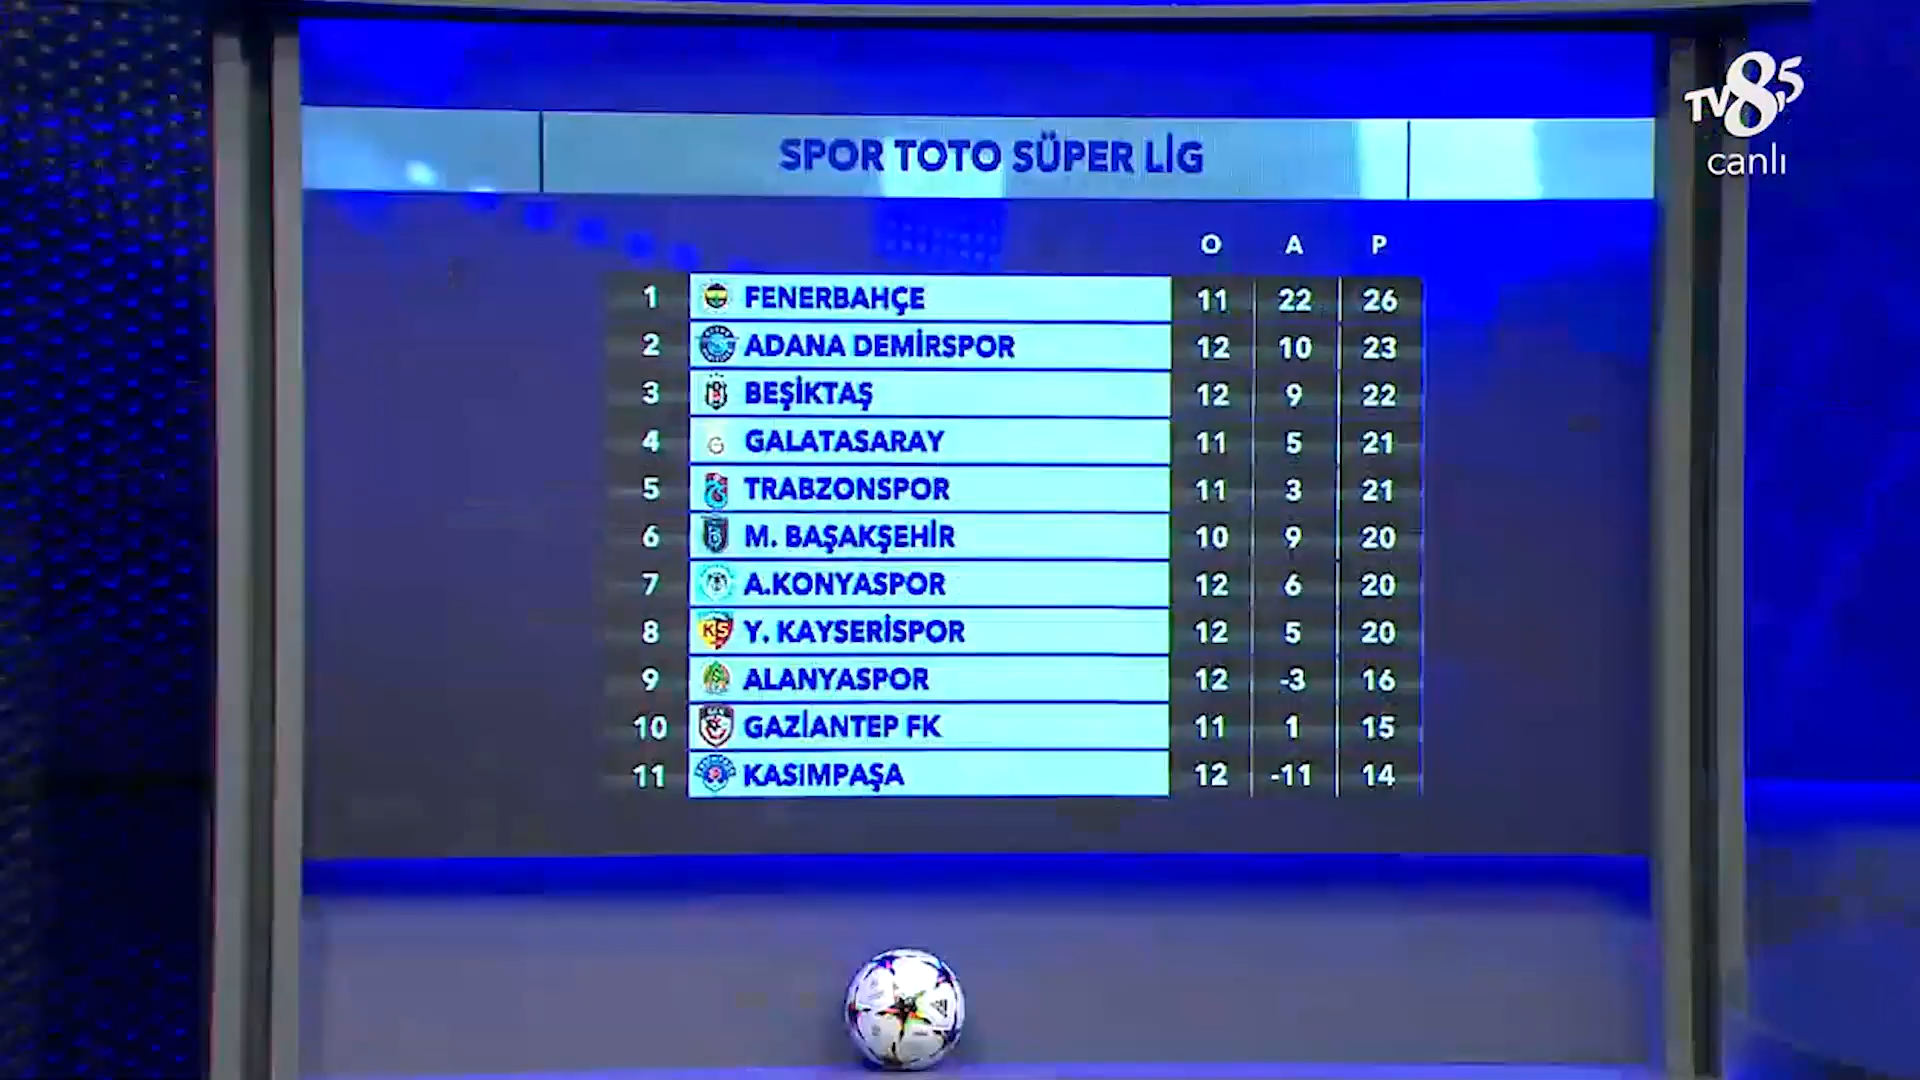 TV8,5
canlı
SPOR TOTO SÜPER LİG
O A P
1 FENERBAHÇE 11 22 26
2 ADANA DEMİRSPOR 12 10 23
3 BEŞİKTAŞ 12 9 22
4 GALATASARAY 11 5 21
5 TRABZONSPOR 11 3 21
6 M. BAŞAKŞEHİR 10 9 20
7 A.KONYASPOR 12 6 20
8 KS Y. KAYSERİSPOR 12 5 20
9 ALANYASPOR 12 -3 16
10 GAZİANTEP FK 11 1 15
11 KASIMPAŞA 12 -11 14